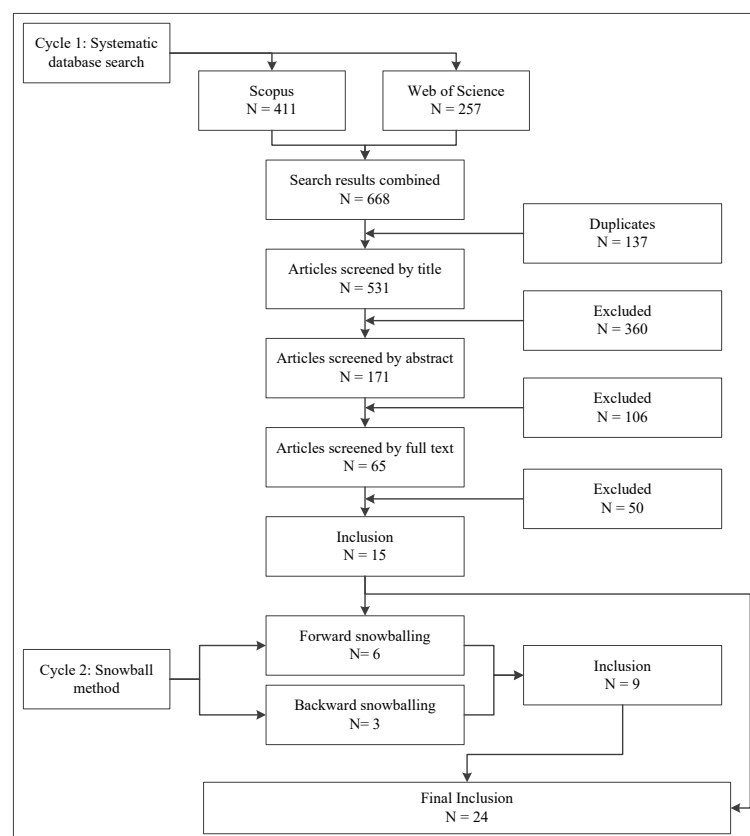 Cycle 1: Systematic
database search
Scopus
N = 411
Web of Science
N = 257
Search results combined
N = 668
Duplicates
N = 137
Articles screened by title
N = 531
Excluded
N = 360
Articles screened by abstract
N = 171
Excluded
N = 106
Articles screened by full text
N = 65
Excluded
N = 50
Inclusion
N = 15
Forward snowballing
N= 6
Cycle 2: Snowball
method
Inclusion
N = 9
Backward snowballing
N= 3
Final Inclusion
N = 24